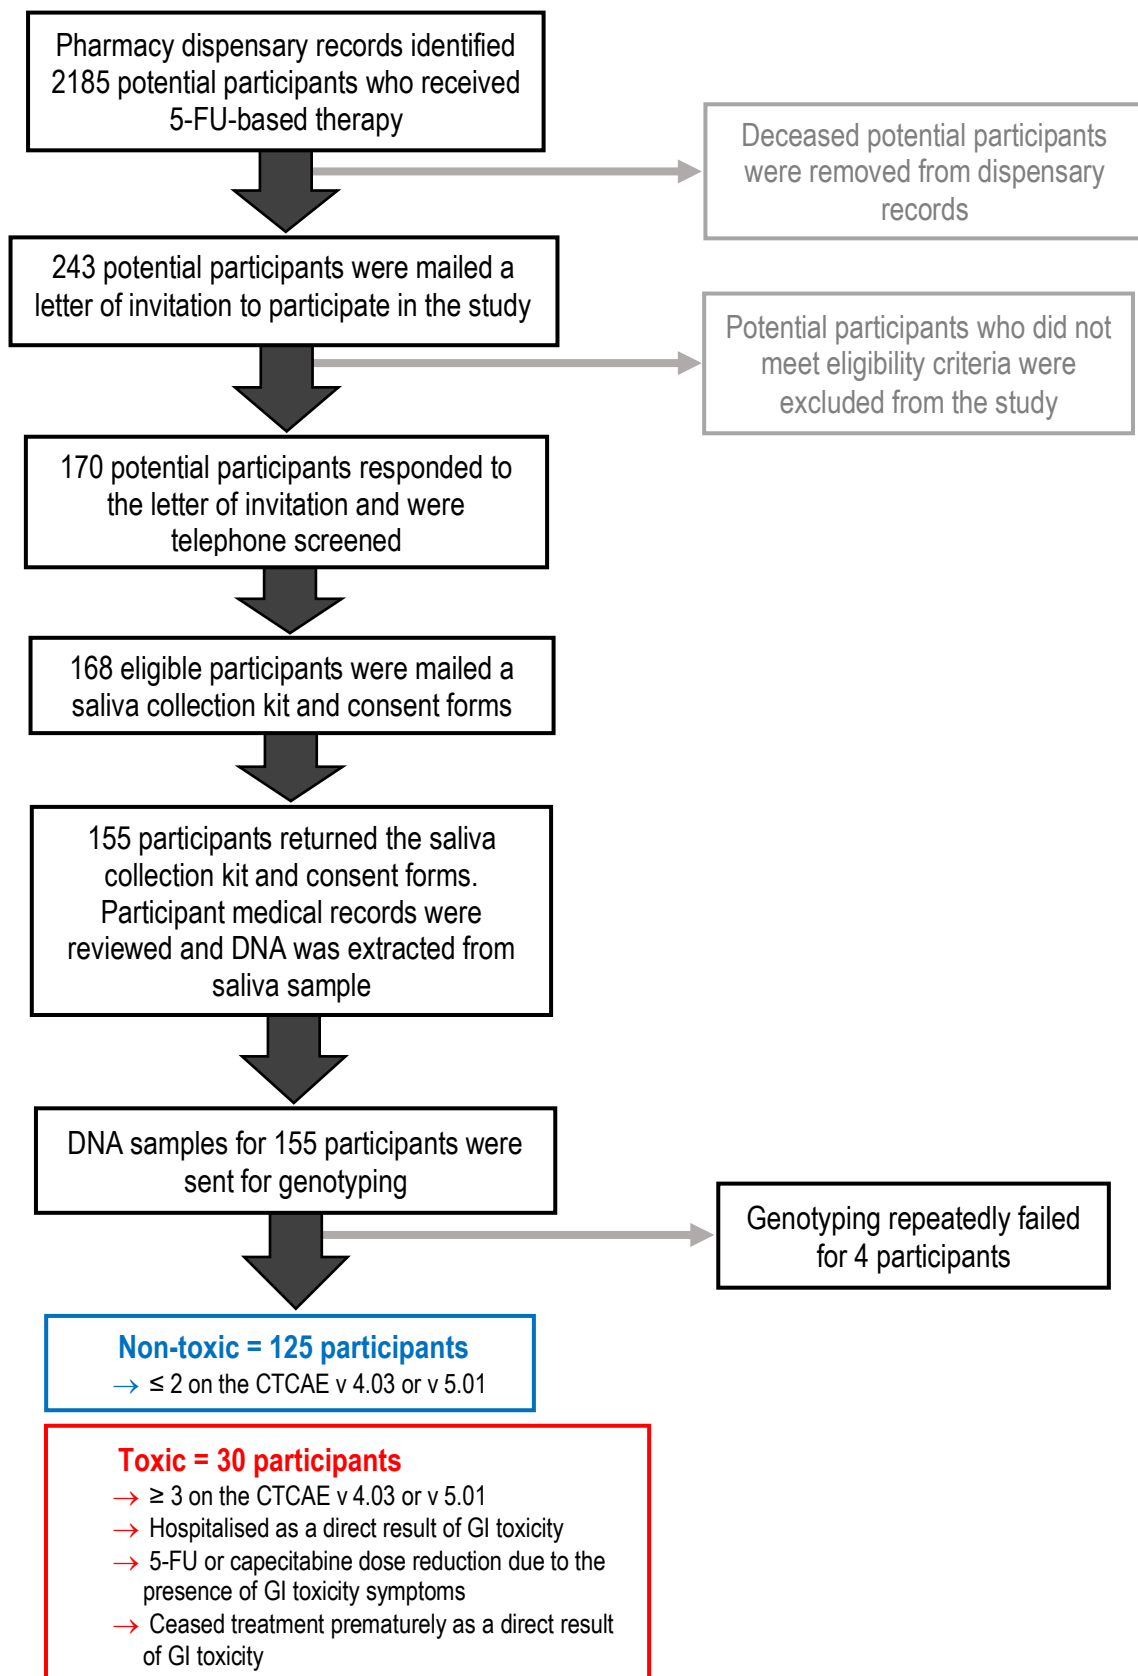 Pharmacy dispensary records identified
2185 potential participants who received
5-FU-based therapy
Deceased potential participants
were removed from dispensary
records
243 potential participants were mailed a
letter of invitation to participate in the study
Potential participants who did not
meet eligibility criteria were
excluded from the study
170 potential participants responded to
the letter of invitation and were
telephone screened
168 eligible participants were mailed a
saliva collection kit and consent forms
155 participants returned the saliva
collection kit and consent forms.
Participant medical records were
reviewed and DNA was extracted from
saliva sample
DNA samples for 155 participants were
sent for genotyping
Genotyping repeatedly failed
for 4 participants
Non-toxic = 125 participants
→ ≤ 2 on the CTCAE v 4.03 or v 5.01
Toxic = 30 participants
→ ≥ 3 on the CTCAE v 4.03 or v 5.01
→ Hospitalised as a direct result of GI toxicity
→ 5-FU or capecitabine dose reduction due to the
presence of GI toxicity symptoms
→ Ceased treatment prematurely as a direct result
of GI toxicity